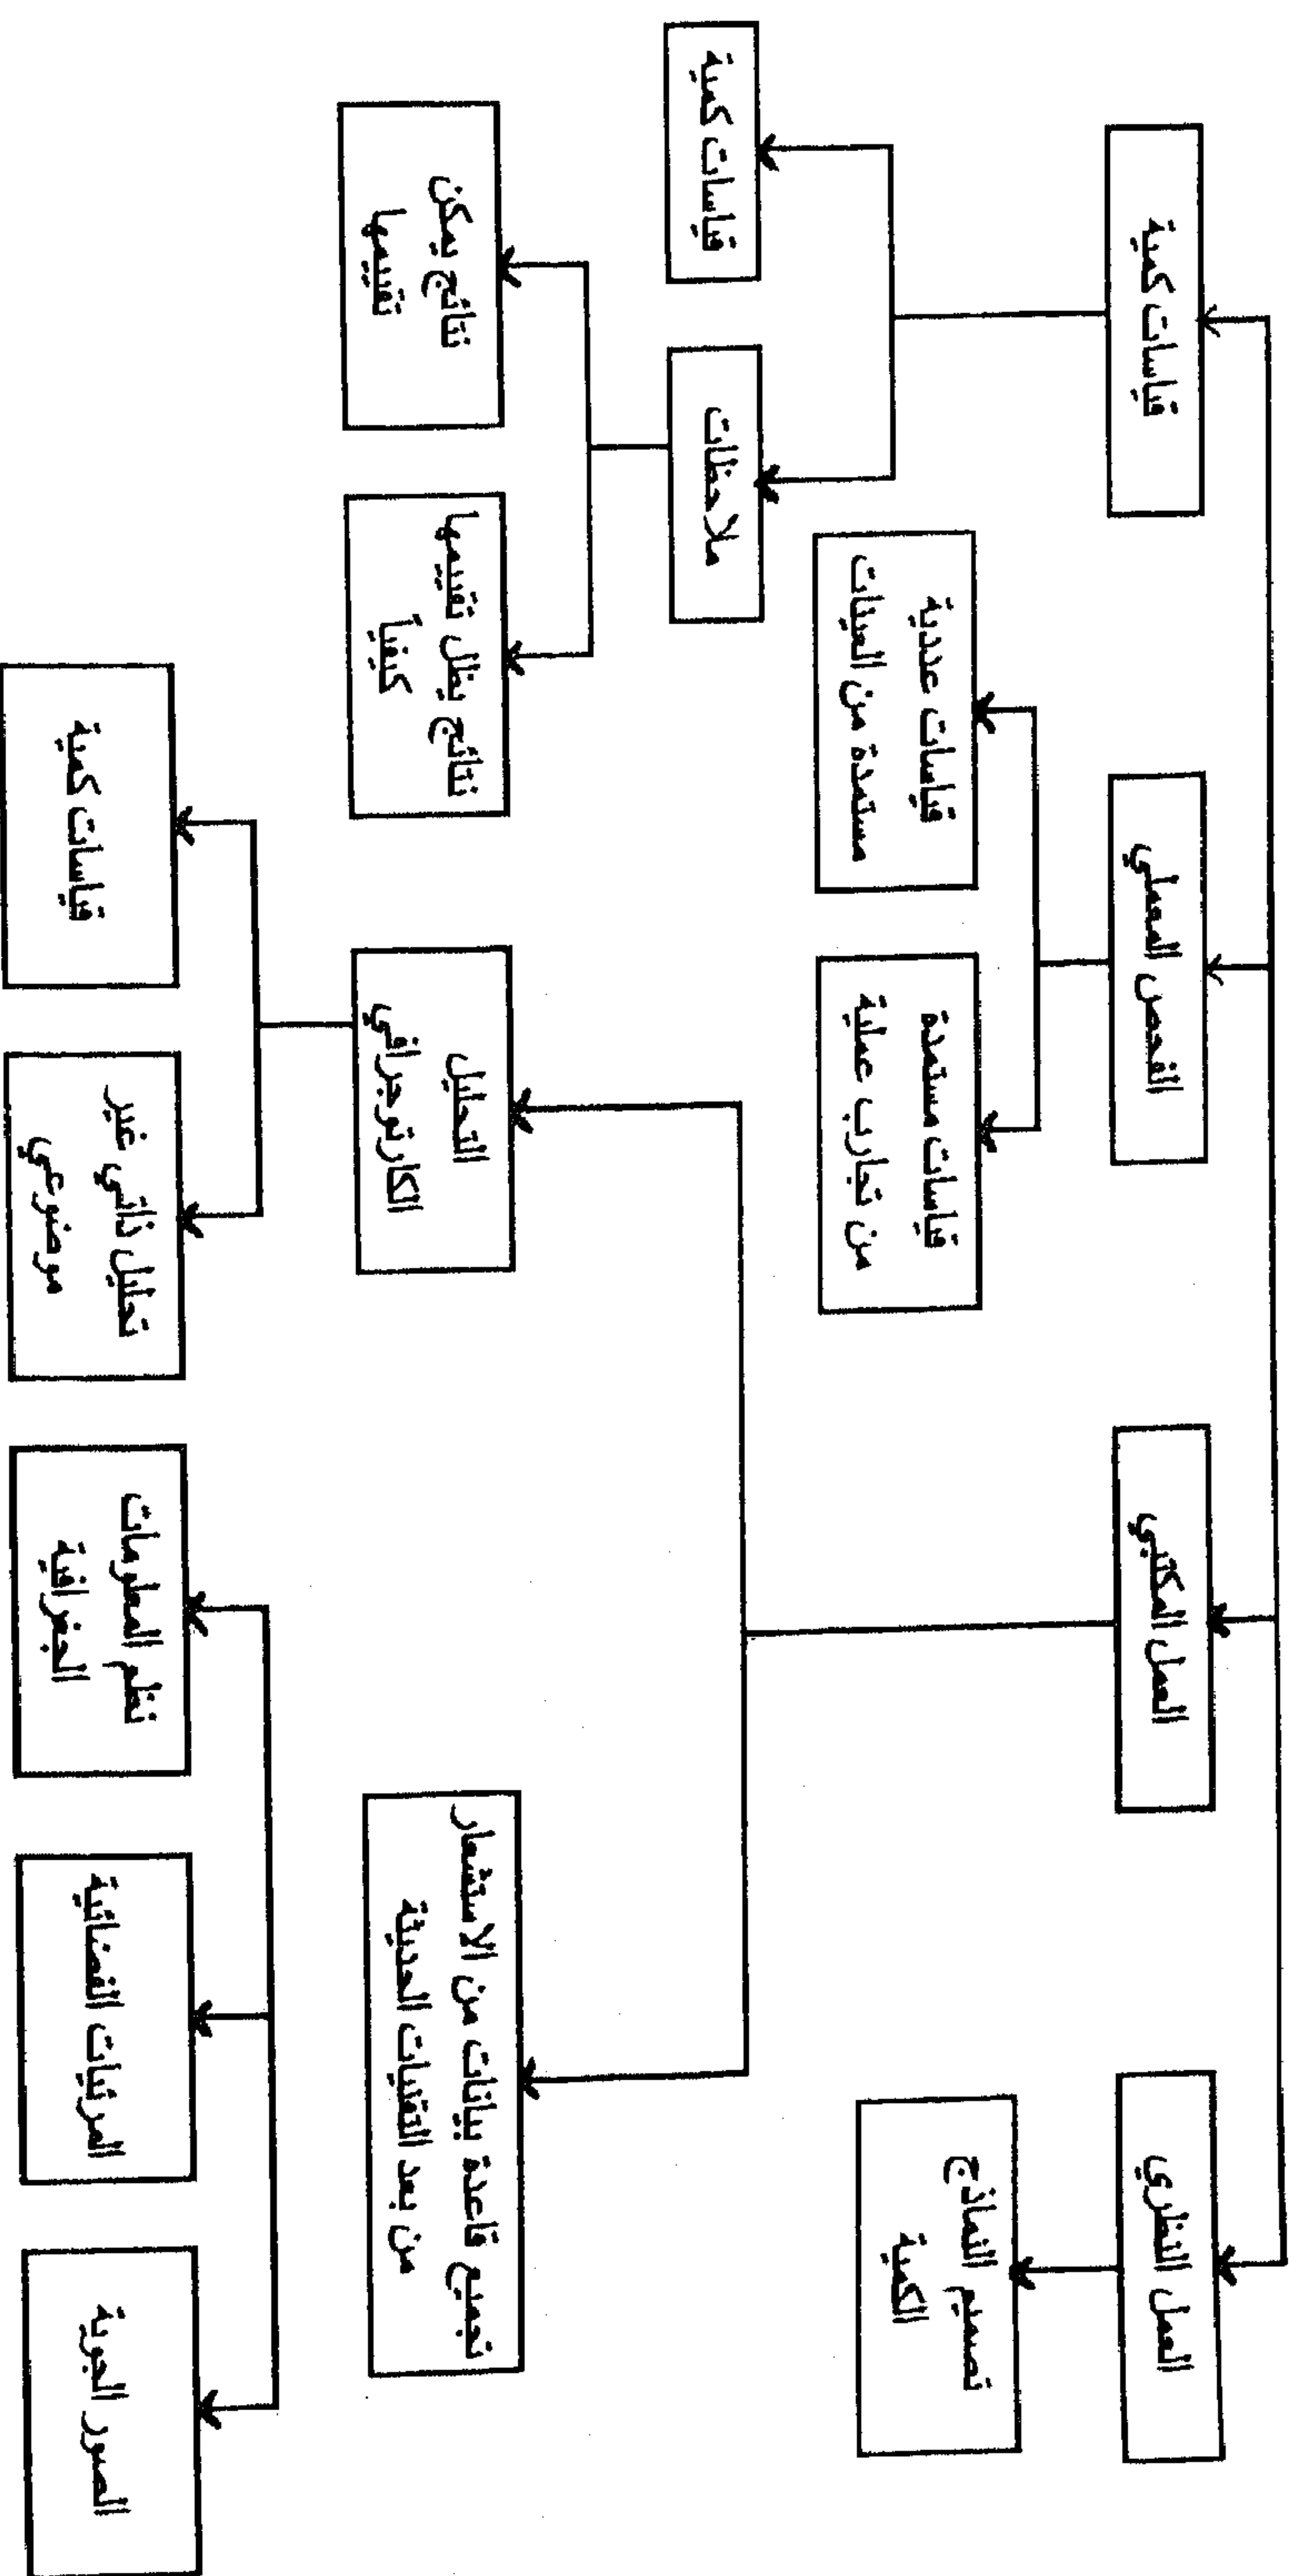 العمل النظري
العمل المكتبي
الفحص المعملي
قياسات كمية
تصميم النماذج
الكمية
قياسات مستمدة
من تجارب عملية
قياسات عددية
مستمدة من العينات
ملاحظات
قياسات كمية
تجميع قاعدة بيانات من الاستشعار
من بعد التقنيات الحديثة
التحليل
الكارتوجرافي
نتائج يظل تقييمها
كيفياً
نتائج يمكن
تقييمها
الصور الجوية
المرئيات الفضائية
نظم المعلومات
الجغرافية
تحليل ذاتي غير
موضوعي
قياسات كمية